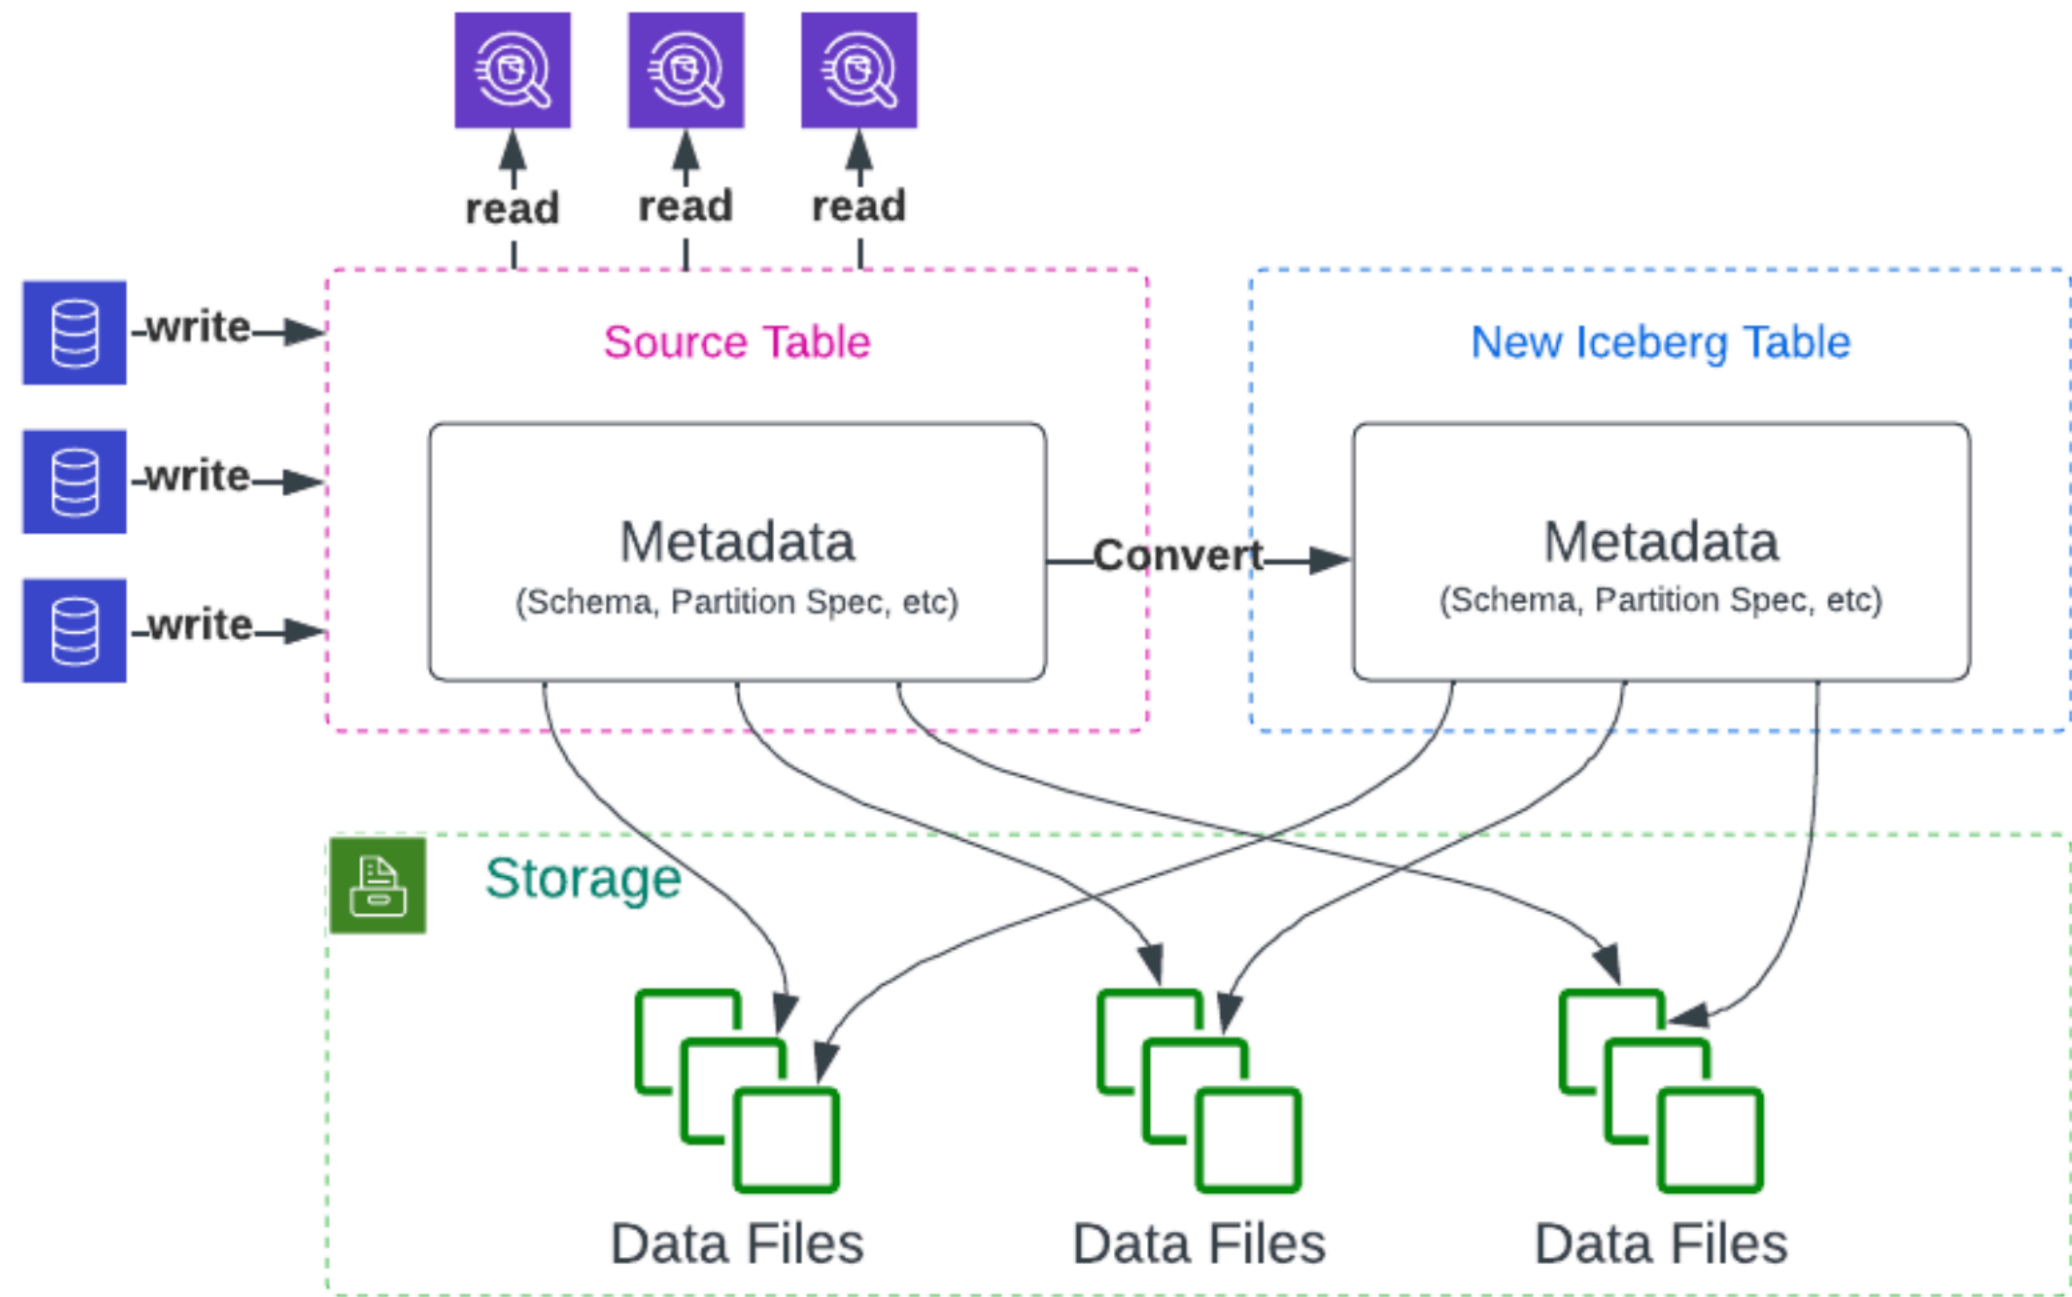 read
read
read
write
write
write
Source Table
Metadata
(Schema, Partition Spec, etc)
Convert
New Iceberg Table
Metadata
(Schema, Partition Spec, etc)
Storage
Data Files
Data Files
Data Files